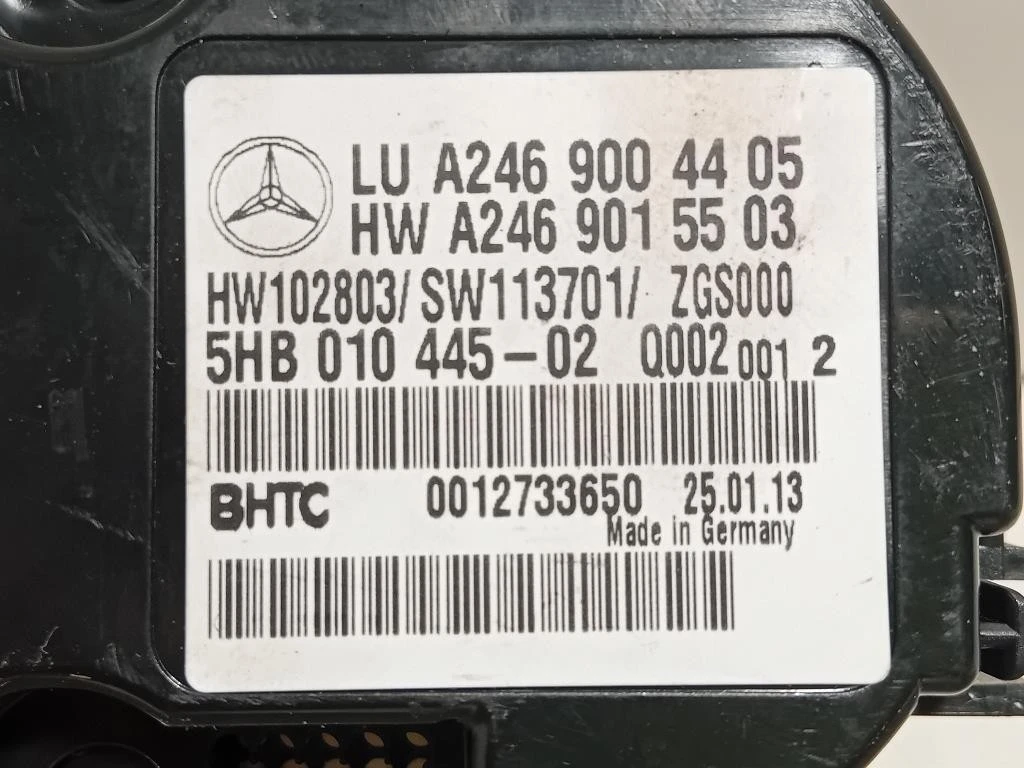 LU A246 900 44 05
HW A246 901 55 03
HW102803/ SW113701/ ZGS000
5HB 010 445-02 Q002 001 2
BHTC 0012733650 25.01.13
Made in Germany